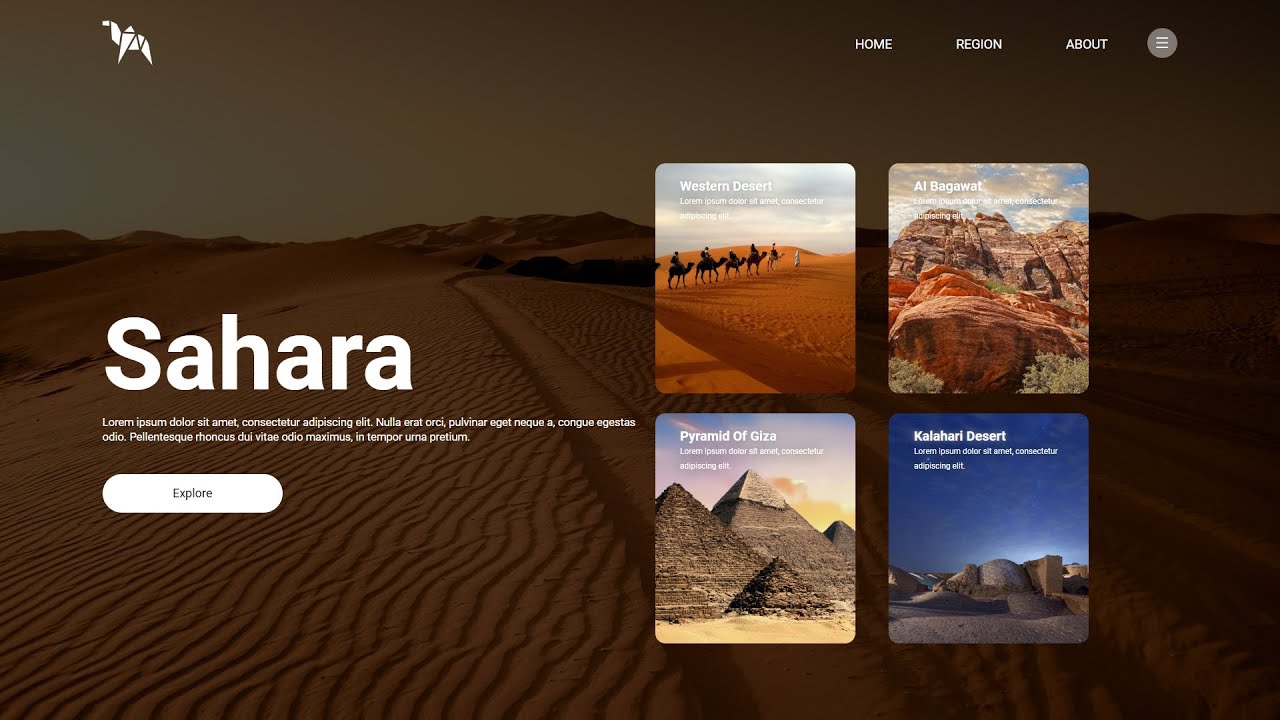 HOME
REGION
ABOUT
Western Desert
Lorem ipsum dolor sit amet, consectetur
adipiscing elit.
Al Bagawat
Lorem ipsum dolor sit amet, consectetur
adipiscing elit.
Sahara
Lorem ipsum dolor sit amet, consectetur adipiscing elit. Nulla erat orci, pulvinar eget neque a, congue egestas
odio. Pellentesque rhoncus dui vitae odio maximus, in tempor urna pretium.
Explore
Pyramid Of Giza
Lorem ipsum dolor sit amet, consectetur
adipiscing elit.
Kalahari Desert
Lorem ipsum dolor sit amet, consectetur
adipiscing elit.